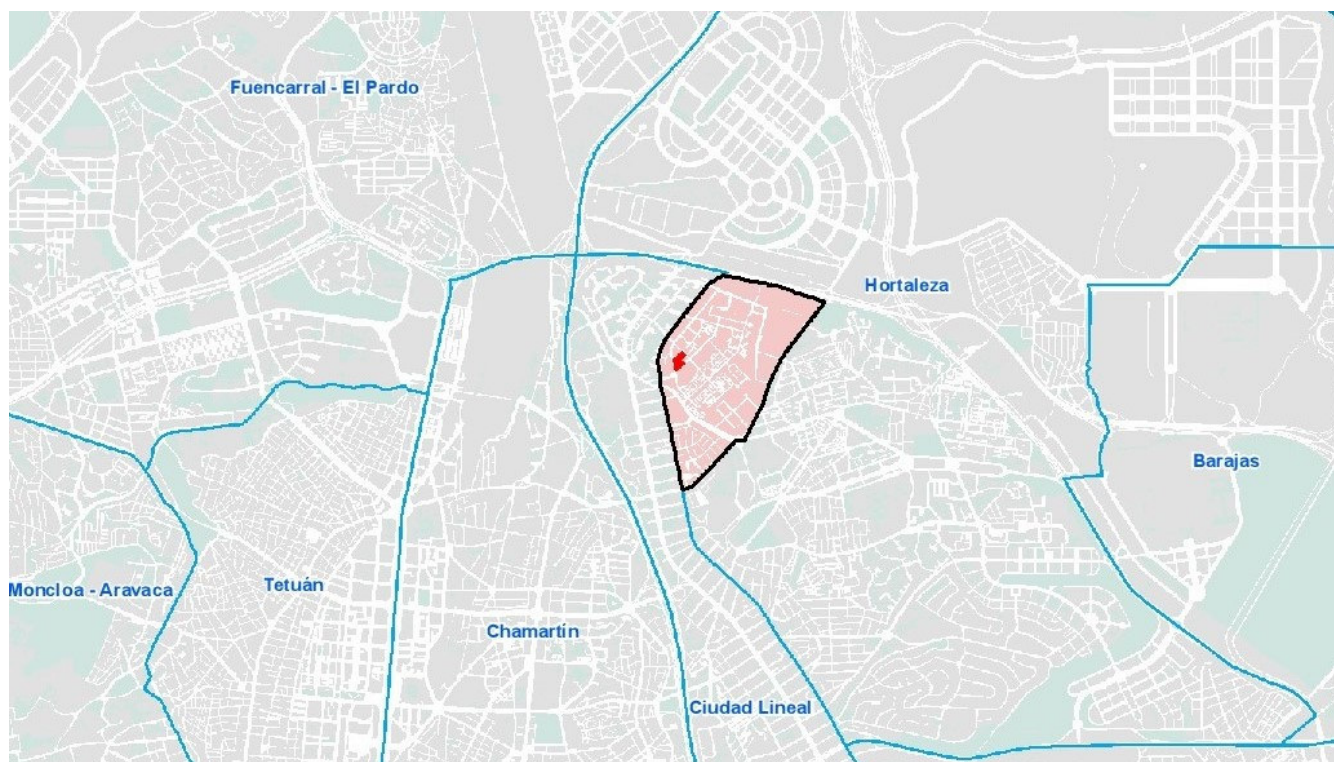 Fuencarral - El Pardo
Hortaleza
Barajas
Moncloa - Aravaca
Tetuán
Chamartín
Ciudad Lineal